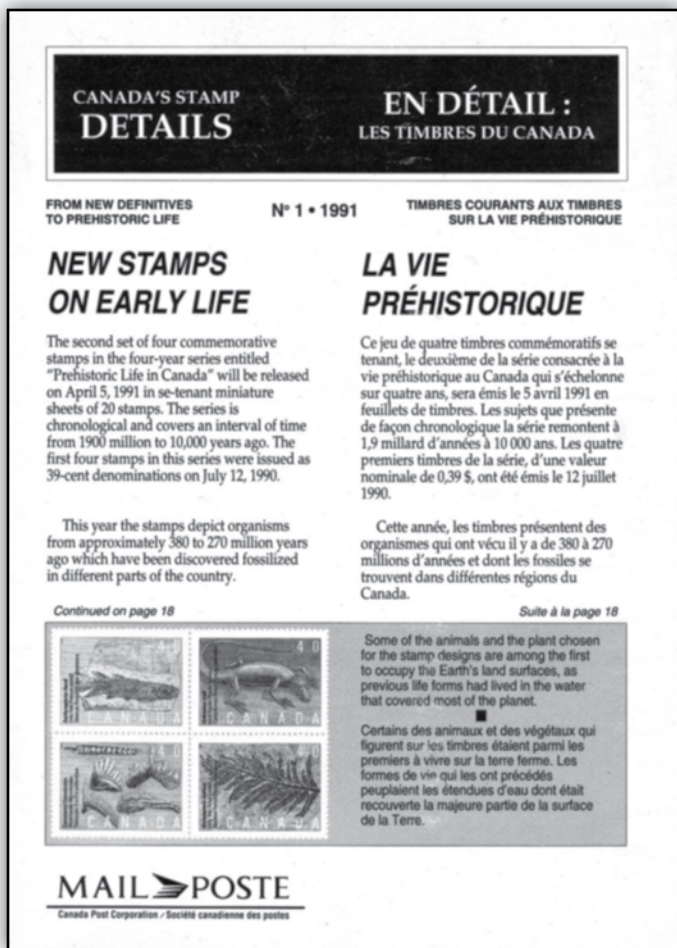 CANADA'S STAMP
DETAILS
EN DÉTAIL :
LES TIMBRES DU CANADA
FROM NEW DEFINITIVES
TO PREHISTORIC LIFE
N° 1 • 1991
TIMBRES COURANTS AUX TIMBRES
SUR LA VIE PRÉHISTORIQUE
NEW STAMPS
ON EARLY LIFE
The second set of four commemorative
stamps in the four-year series entitled
"Prehistoric Life in Canada" will be released
on April 5, 1991 in se-tenant miniature
sheets of 20 stamps. The series is
chronological and covers an interval of time
from 1900 million to 10,000 years ago. The
first four stamps in this series were issued as
39-cent denominations on July 12, 1990.
This year the stamps depict organisms
from approximately 380 to 270 million years
ago which have been discovered fossilized
in different parts of the country.
Continued on page 18
LA VIE
PRÉHISTORIQUE
Ce jeu de quatre timbres commémoratifs se
tenant, le deuxième de la série consacrée à la
vie préhistorique au Canada qui s'échelonne
sur quatre ans, sera émis le 5 avril 1991 en
feuillets de timbres. Les sujets que présente
de façon chronologique la série remontent à
1,9 millard d'années à 10 000 ans. Les quatre
premiers timbres de la série, d'une valeur
nominale de 0,39 $, ont été émis le 12 juillet
1990.
Cette année, les timbres présentent des
organismes qui ont vécu il y a de 380 à 270
millions d'années et dont les fossiles se
trouvent dans différentes régions du
Canada.
Suite à la page 18
40
CANADA
40
CANADA
40
CANADA
40
CANADA
Some of the animals and the plant chosen
for the stamp designs are among the first
to occupy the Earth's land surfaces, as
previous life forms had lived in the water
that covered most of the planet.
Certains des animaux et des végétaux qui
figurent sur les timbres étaient parmi les
premiers à vivre sur la terre ferme. Les
formes de vie qui les ont précédés
peuplaient les étendues d'eau dont était
recouverte la majeure partie de la surface
de la Terre.
MAIL POSTE
Canada Post Corporation / Société canadienne des postes